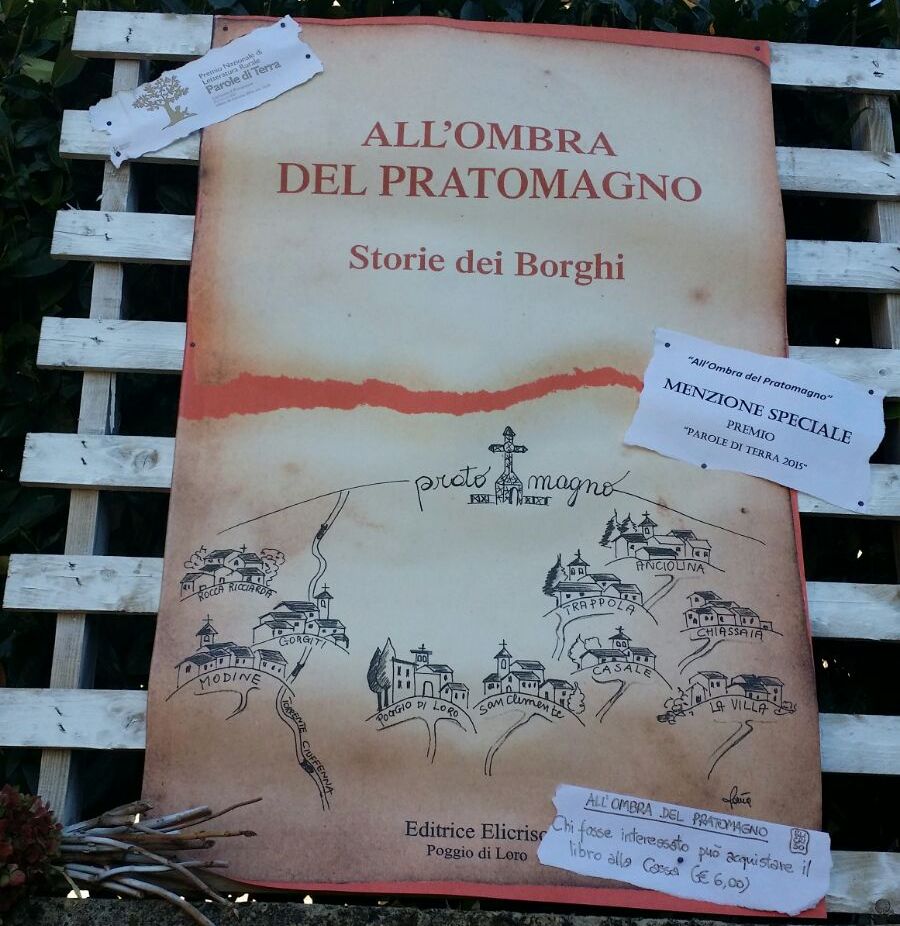 Premio Nazionale di
Letteratura Rurale
Parole di Terra
ALL'OMBRA
DEL PRATOMAGNO
Storie dei Borghi
"All'Ombra del Pratomagno"
MENZIONE SPECIALE
PREMIO
"PAROLE DI TERRA 2015"
prato magno
ANCIOLINA
ROCCA RICCIARDA
TRAPPOLA
GORGITI
CHIASSAIA
MODINE
CASALE
POGGIO DI LORO
San Clemente
LA VILLA
TORRENTE CIUFFENNA
ALL'OMBRA DEL PRATOMAGNO
Chi fosse interessato può acquistare il
libro alla Cassa (€ 6,00)
Editrice Elicriso
Poggio di Loro